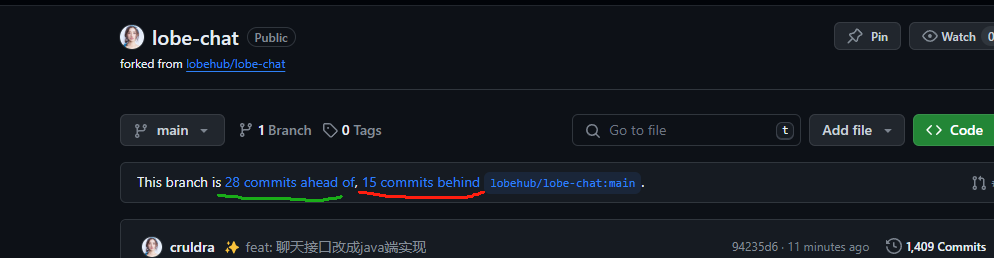 lobe-chat Public
Pin
Watch 0
forked from lobehub/lobe-chat
main
1 Branch
0 Tags
Go to file t
Add file
Code
This branch is 28 commits ahead of, 15 commits behind lobehub/lobe-chat:main .
cruldra ✨ feat: 聊天接口改成java端实现
94235d6 · 11 minutes ago
1,409 Commits